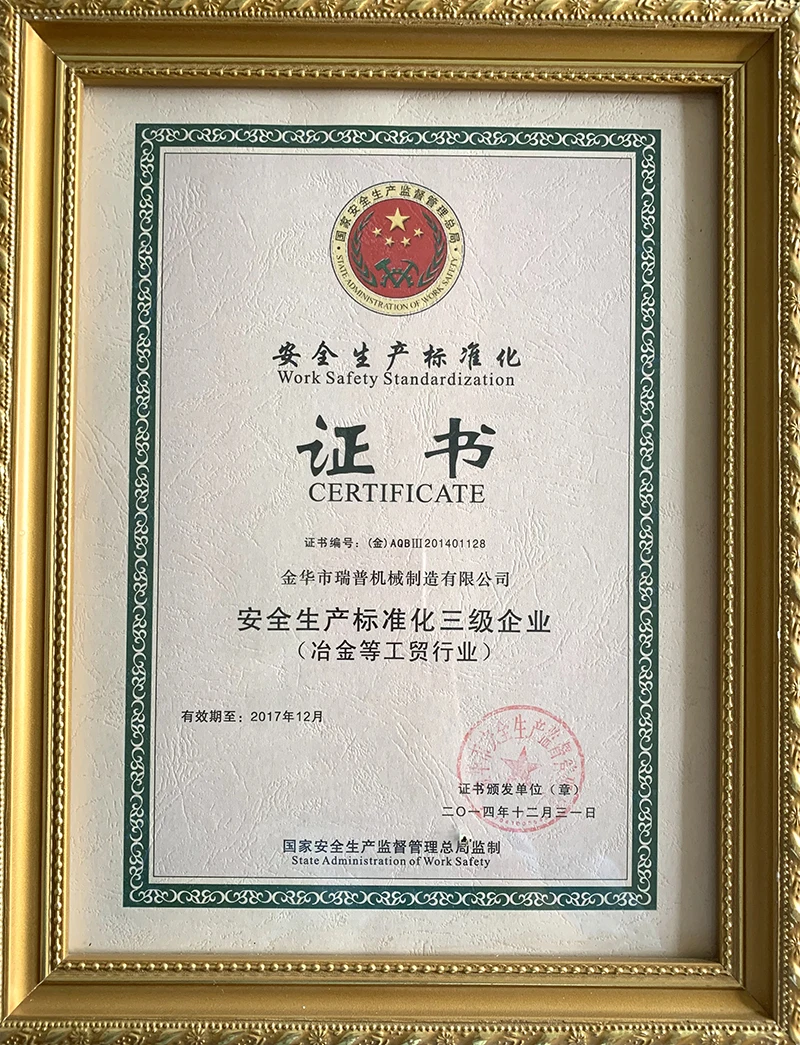 国家安全生产监督管理总局
STATE ADMINISTRATION OF WORK SAFETY
安全生产标准化
Work Safety Standardization
证书
CERTIFICATE
证书编号：(金)AQBⅢ201401128
金华市瑞普机械制造有限公司
安全生产标准化三级企业
（冶金等工贸行业）
有效期至：2017年12月
安全生产监督
证书颁发单位（章）
二〇一四年十二月三一日
国家安全生产监督管理总局监制
State Administration of Work Safety